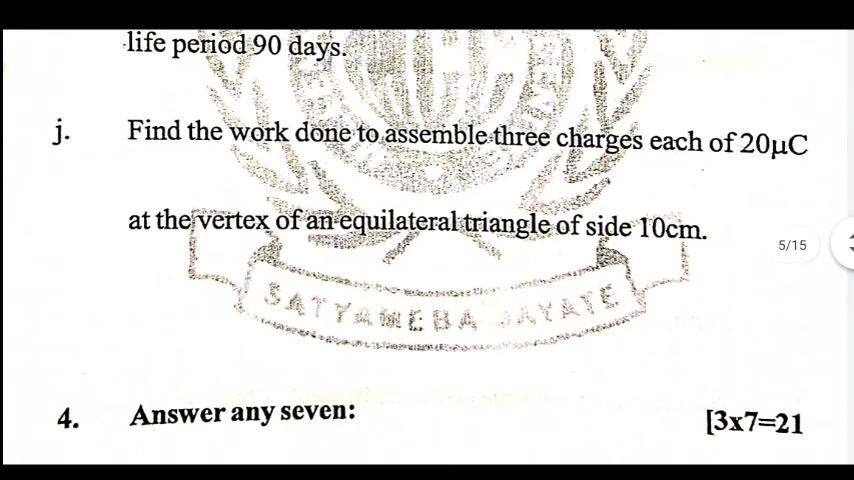 life period 90 days.
j. Find the work done to assemble three charges each of 20μC
at the vertex of an equilateral triangle of side 10cm.
5/15
SATYAMEBA JAYATE
4. Answer any seven: [3x7=21